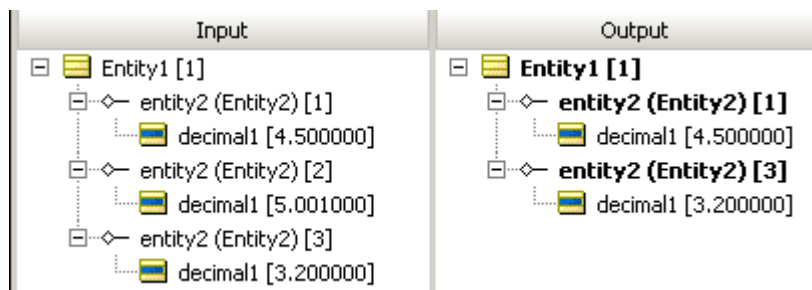 Input
Entity1 [1]
entity2 (Entity2) [1]
decimal1 [4.500000]
entity2 (Entity2) [2]
decimal1 [5.001000]
entity2 (Entity2) [3]
decimal1 [3.200000]
Output
Entity1 [1]
entity2 (Entity2) [1]
decimal1 [4.500000]
entity2 (Entity2) [3]
decimal1 [3.200000]